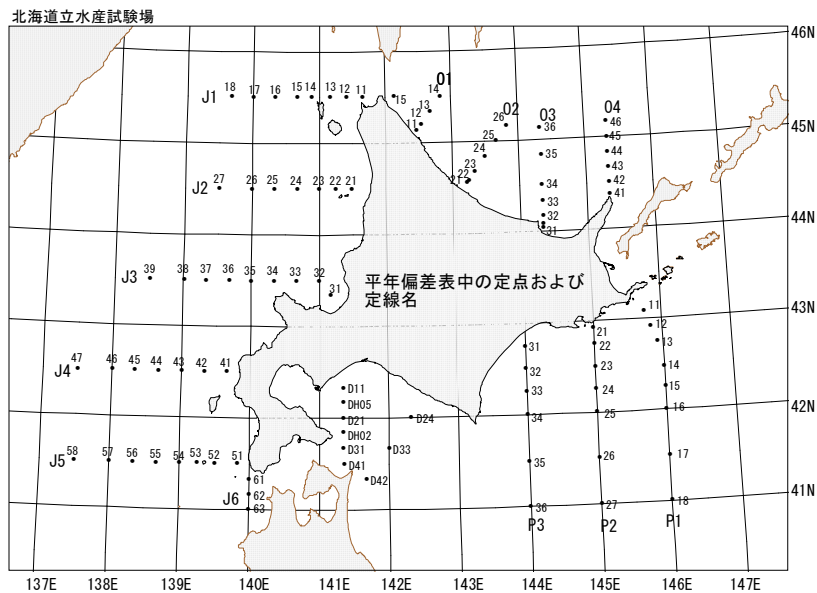 北海道立水産試験場
46N
J1
18 17 16 15 14 13 12 11
15
14 13 12 11
O1
26 25 24 23 22 21
O2
36 35 34 33 32 31
O3
46 45 44 43 42 41
O4
45N
J2
27 26 25 24 23 22 21
44N
J3
39 38 37 36 35 34 33 32 31
平年偏差表中の定点および
定線名
43N
J4
47 46 45 44 43 42 41
D11
DH05
D21
DH02
D31
D41
D24
D33
D42
31 32 33 34 35 36
P3
21 22 23 24 25 26 27
P2
11 12 13 14 15 16 17 18
P1
42N
J5
58 57 56 55 54 53 52 51
J6
61
62
63
41N
137E 138E 139E 140E 141E 142E 143E 144E 145E 146E 147E